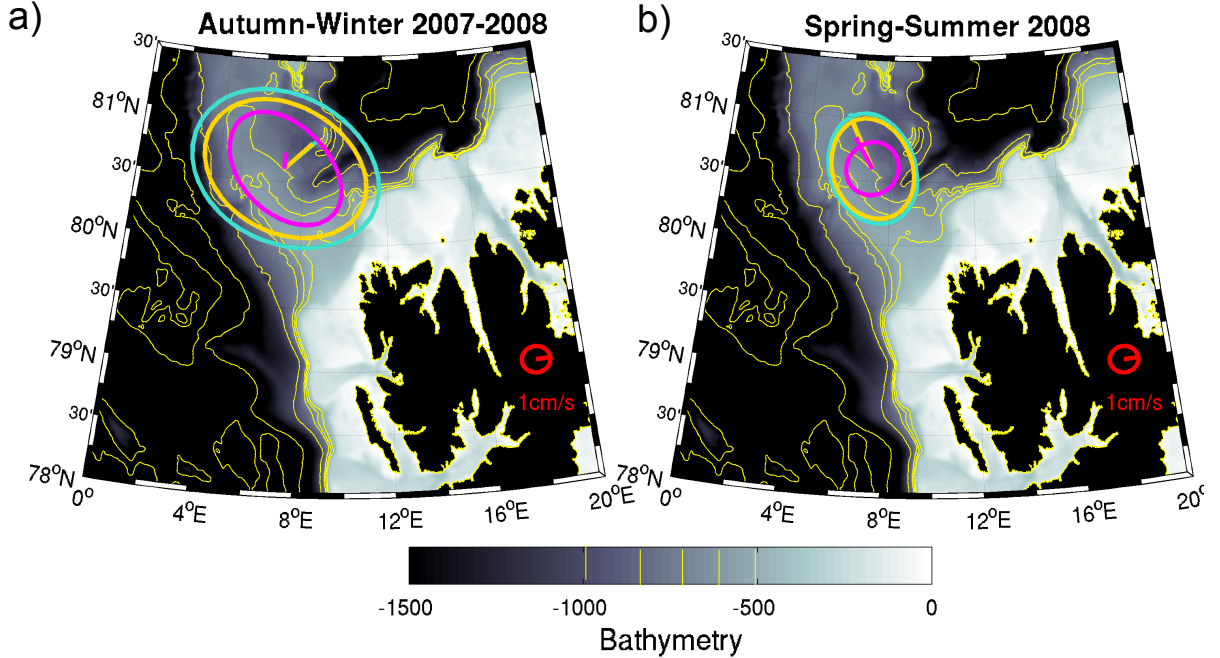 a)
Autumn-Winter 2007-2008
30'
81°N
30'
80°N
30'
79°N
30'
78°N
0°
4°E
8°E
12°E
16°E
20°E
1cm/s
b)
Spring-Summer 2008
30'
81°N
30'
80°N
30'
79°N
30'
78°N
0°
4°E
8°E
12°E
16°E
20°
1cm/s
-1500
-1000
-500
0
Bathymetry